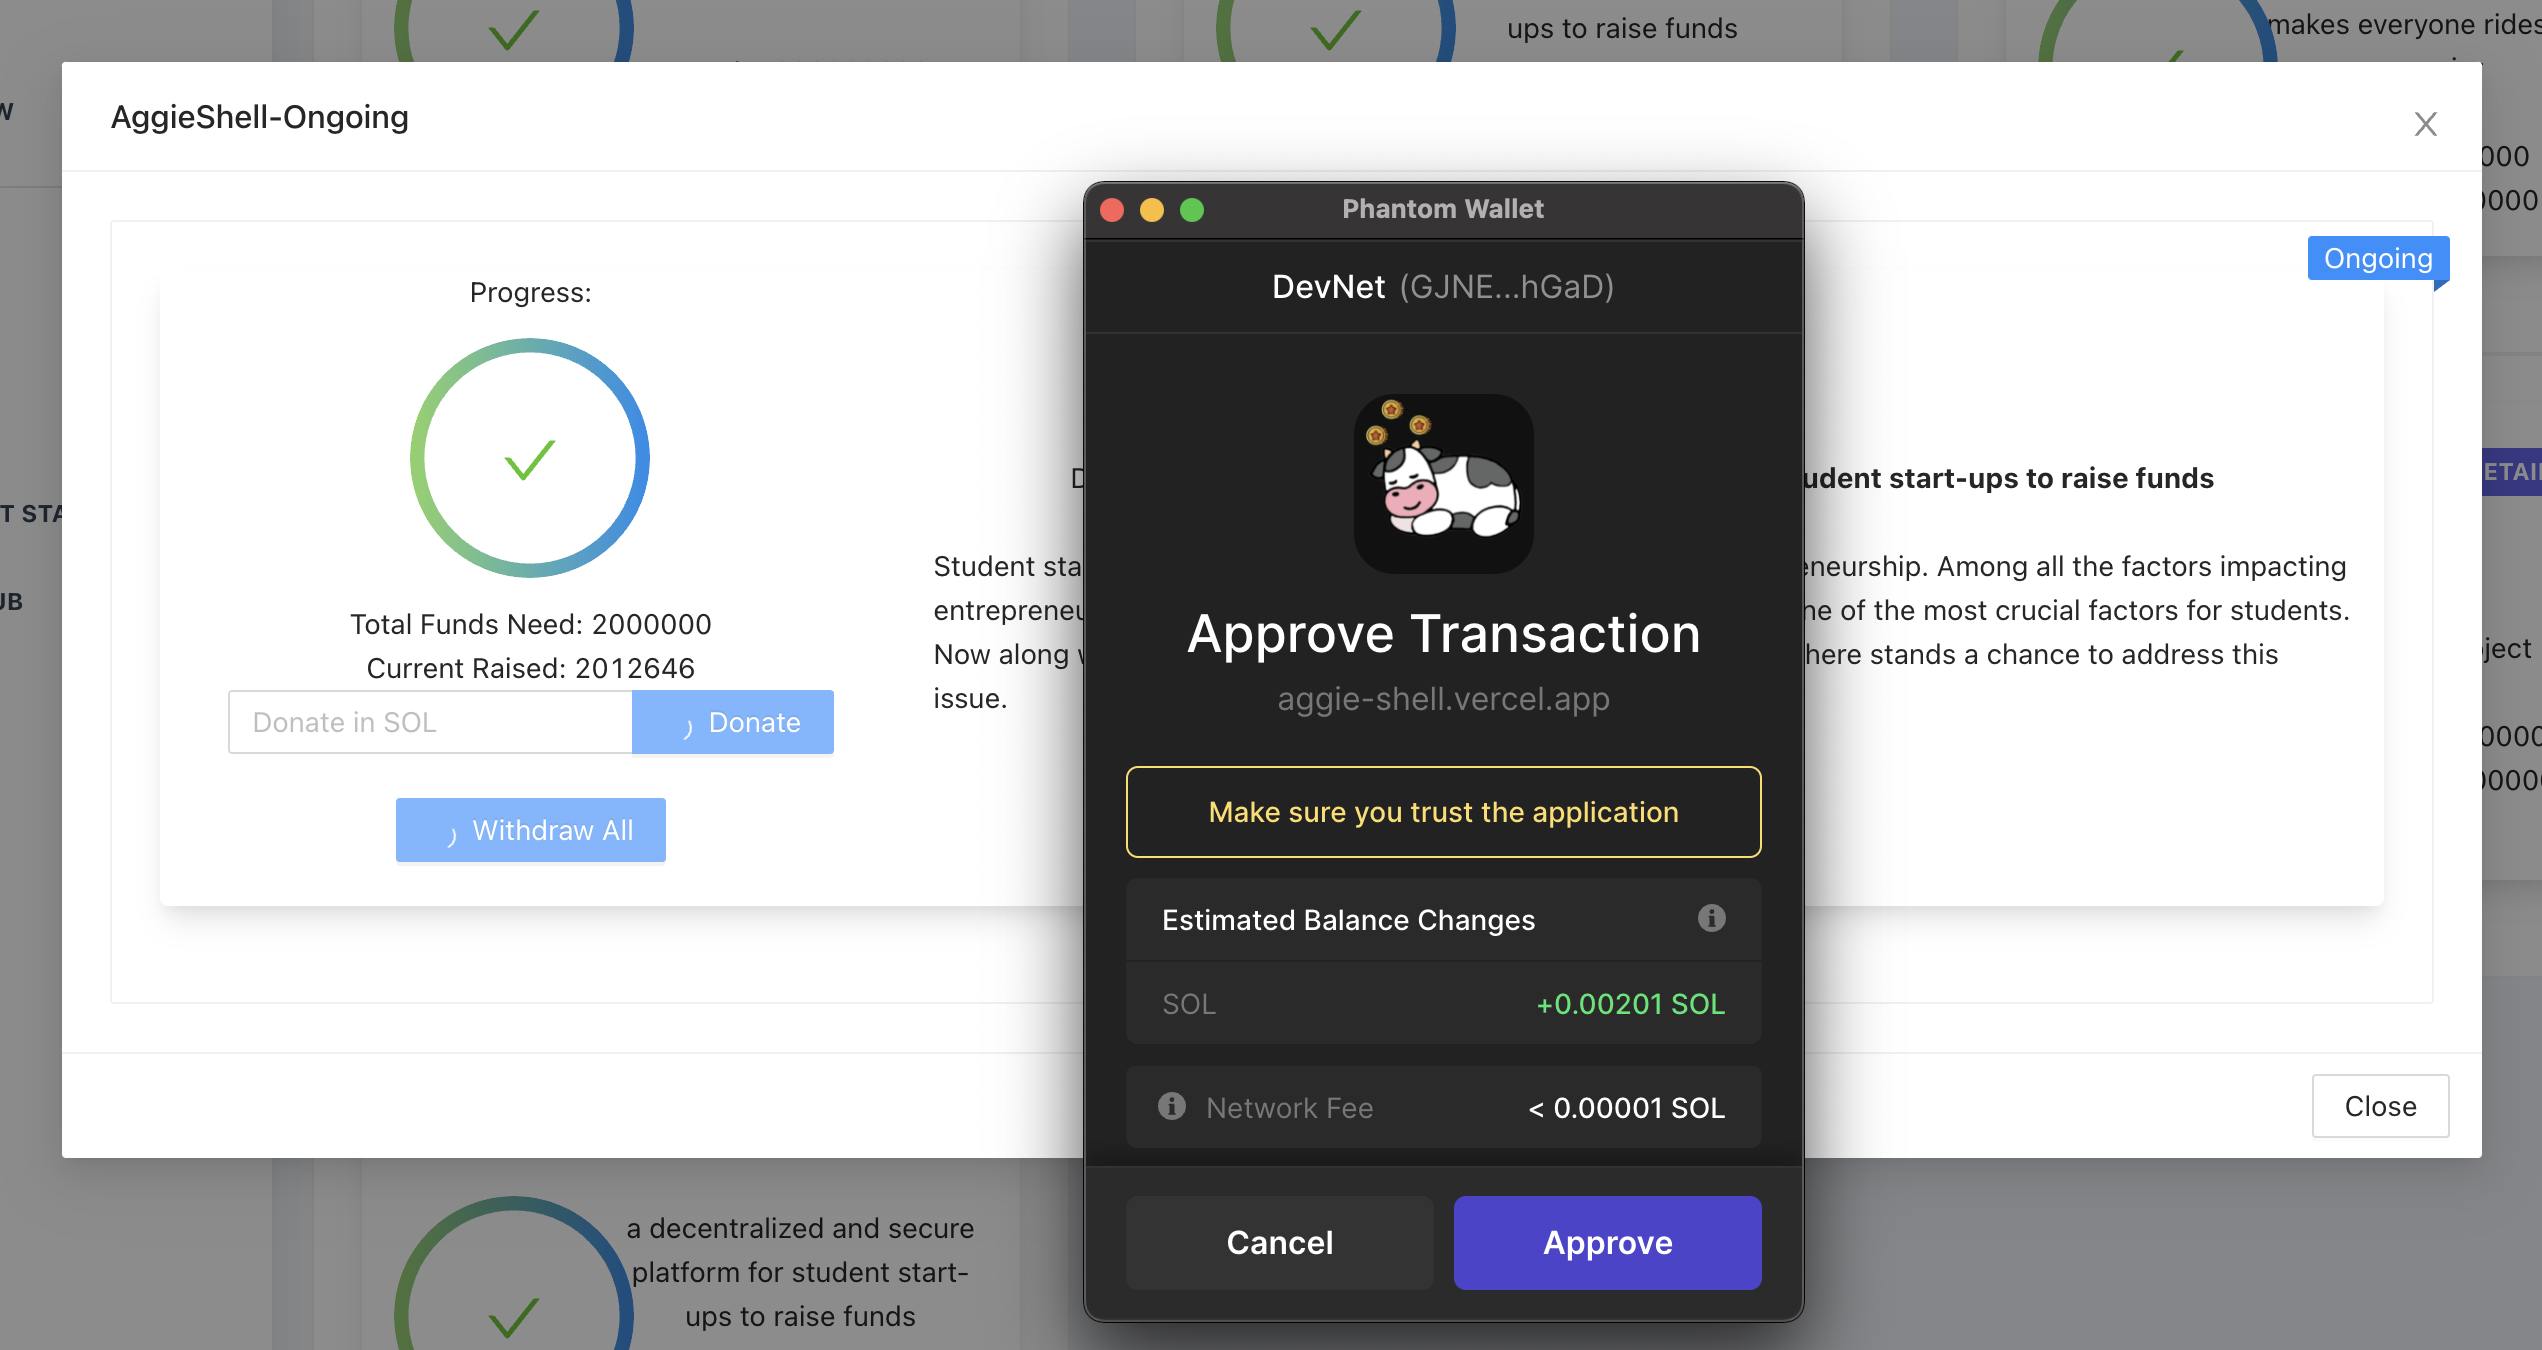 ups to raise funds
makes everyone rides
W
AggieShell-Ongoing
000
0000
Phantom Wallet
DevNet (GJNE...hGaD)
Ongoing
Progress:
udent start-ups to raise funds
ETAI
T STA
Student sta
eneurship. Among all the factors impacting
entrepreneu
ne of the most crucial factors for students.
Now along w
here stands a chance to address this
issue.
UB
Total Funds Need: 2000000
Current Raised: 2012646
Donate in SOL
Donate
Withdraw All
Approve Transaction
aggie-shell.vercel.app
Make sure you trust the application
Estimated Balance Changes
SOL +0.00201 SOL
Network Fee < 0.00001 SOL
Cancel
Approve
ject
0000
Close
a decentralized and secure
platform for student start-
ups to raise funds